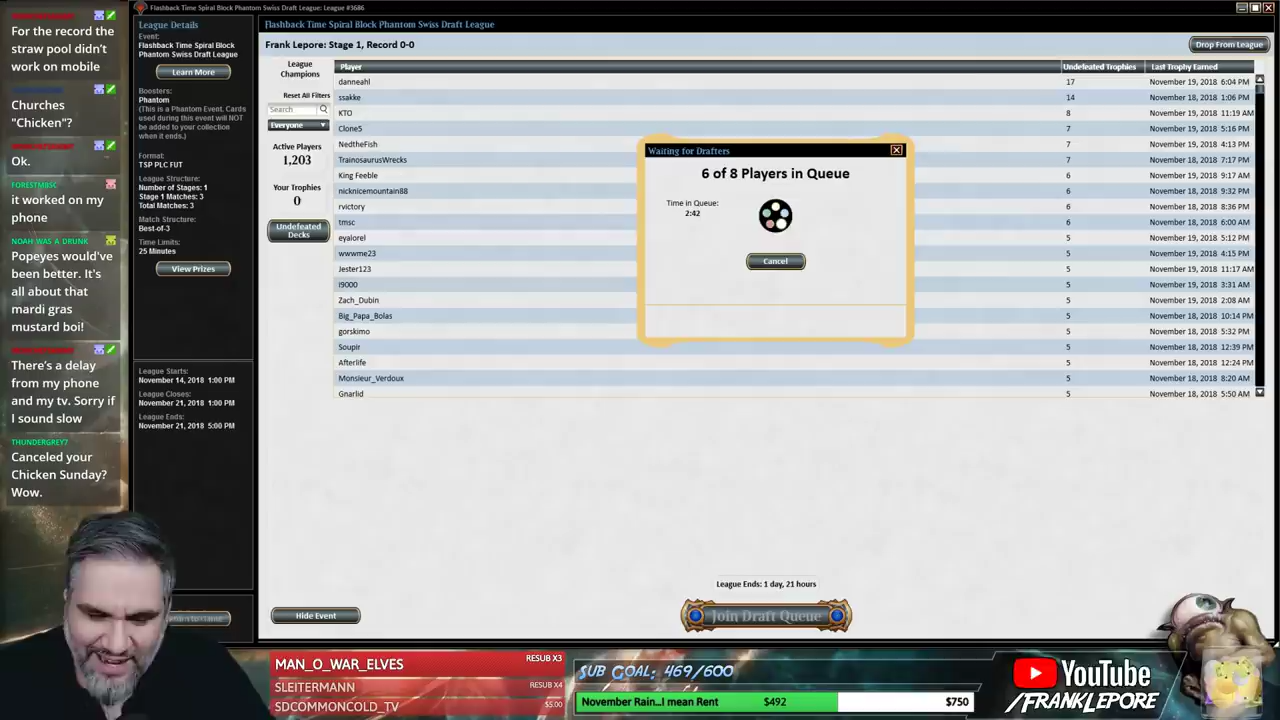 Flashback Time Spiral Block Phantom Swiss Draft League: League #3686
For the record the
straw pool didn't
work on mobile
Churches
"Chicken"?
Ok.
FORESTMBSC
it worked on my
phone
NOAH WAS A DRUNK
Popeyes would've
been better. It's
all about that
mardi gras
mustard boi!
There's a delay
from my phone
and my tv. Sorry if
I sound slow
THUNDERGREY7
Canceled your
Chicken Sunday?
Wow.
League Details
Event:
Flashback Time Spiral Block
Phantom Swiss Draft League
Learn More
Boosters:
Phantom
(This is a Phantom Event. Cards
used during this event will NOT
be added to your collection
when it ends.)
Format:
TSP PLC FUT
League Structure:
Number of Stages: 1
Stage 1 Matches: 3
Total Matches: 3
Match Structure:
Best-of-3
Time Limits:
25 Minutes
View Prizes
League Starts:
November 14, 2018 1:00 PM
League Closes:
November 21, 2018 1:00 PM
League Ends:
November 21, 2018 5:00 PM
Flashback Time Spiral Block Phantom Swiss Draft League
Frank Lepore: Stage 1, Record 0-0
Drop From League
League
Champions
Reset All Filters
Search
Everyone
Active Players
1,203
Your Trophies
0
Undefeated
Decks
Player Undefeated Trophies Last Trophy Earned
danneahl 17 November 19, 2018 6:04 PM
ssakke 14 November 19, 2018 1:06 PM
KTO 8 November 19, 2018 11:19 AM
Clone5 7 November 19, 2018 5:16 PM
NedtheFish 7 November 19, 2018 4:13 PM
TrainosaurusWrecks 7 November 18, 2018 7:17 PM
King Feeble 6 November 19, 2018 9:17 AM
nicknicemountain88 6 November 18, 2018 9:32 PM
rvictory 6 November 18, 2018 8:36 PM
tmsc 6 November 18, 2018 6:00 AM
eyalorel 5 November 19, 2018 5:12 PM
wwwme23 5 November 19, 2018 4:15 PM
Jester123 5 November 19, 2018 11:17 AM
i9000 5 November 19, 2018 3:31 AM
Zach_Dubin 5 November 19, 2018 2:08 AM
Big_Papa_Bolas 5 November 18, 2018 10:14 PM
gorskimo 5 November 18, 2018 5:32 PM
Soupir 5 November 18, 2018 12:39 PM
Afterlife 5 November 18, 2018 12:24 PM
Monsieur_Verdoux 5 November 18, 2018 8:20 AM
Gnarlid 5 November 18, 2018 5:50 AM
Waiting for Drafters
6 of 8 Players in Queue
Time in Queue:
2:42
Cancel
League Ends: 1 day, 21 hours
Hide Event
Join Draft Queue
MAN_O_WAR_ELVES RESUB X3
SLEITERMANN RESUB X4
SDCOMMONCOLD_TV $5.00
SUB GOAL: 469/600
November Rain...I mean Rent $492 $750
YouTube
/FRANKLEPORE